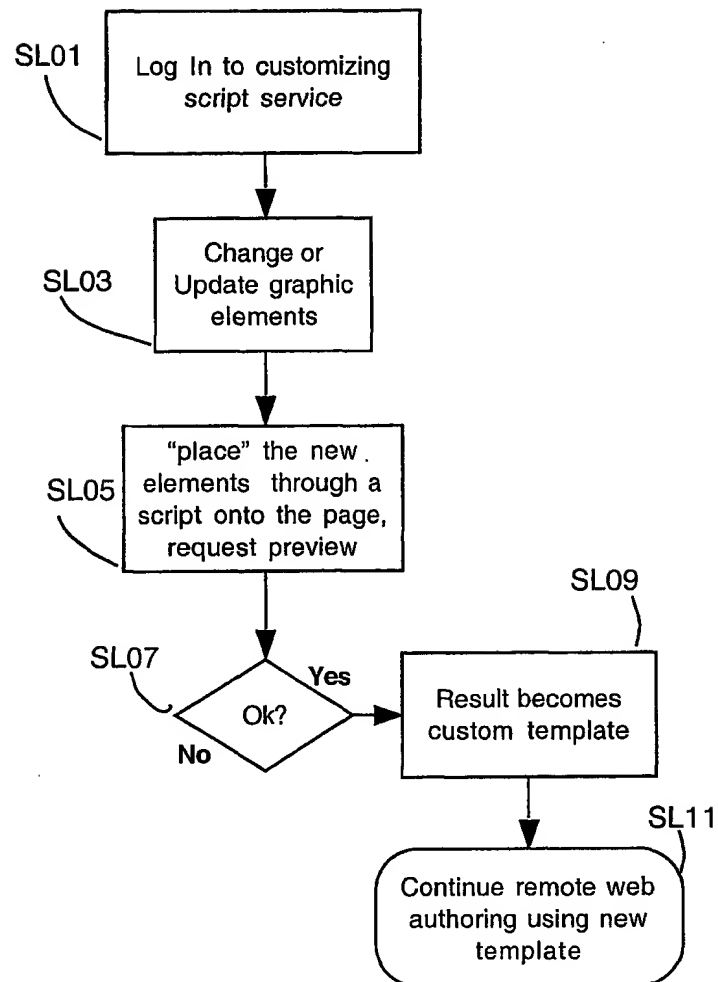 SL01
Log In to customizing
script service
SL03
Change or
Update graphic
elements
SL05
“place” the new
elements through a
script onto the page,
request preview
SL07
Ok?
Yes
No
SL09
Result becomes
custom template
SL11
Continue remote web
authoring using new
template